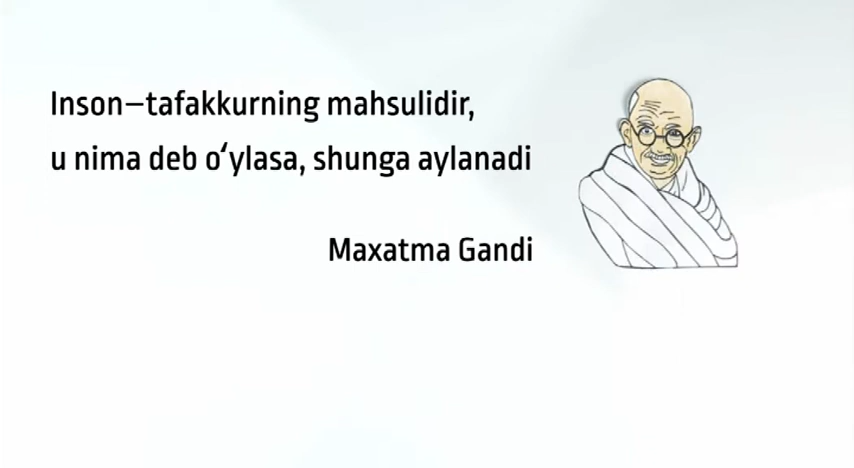 Inson–tafakkurning mahsulidir,
u nima deb oʻylasa, shunga aylanadi
Maxatma Gandi